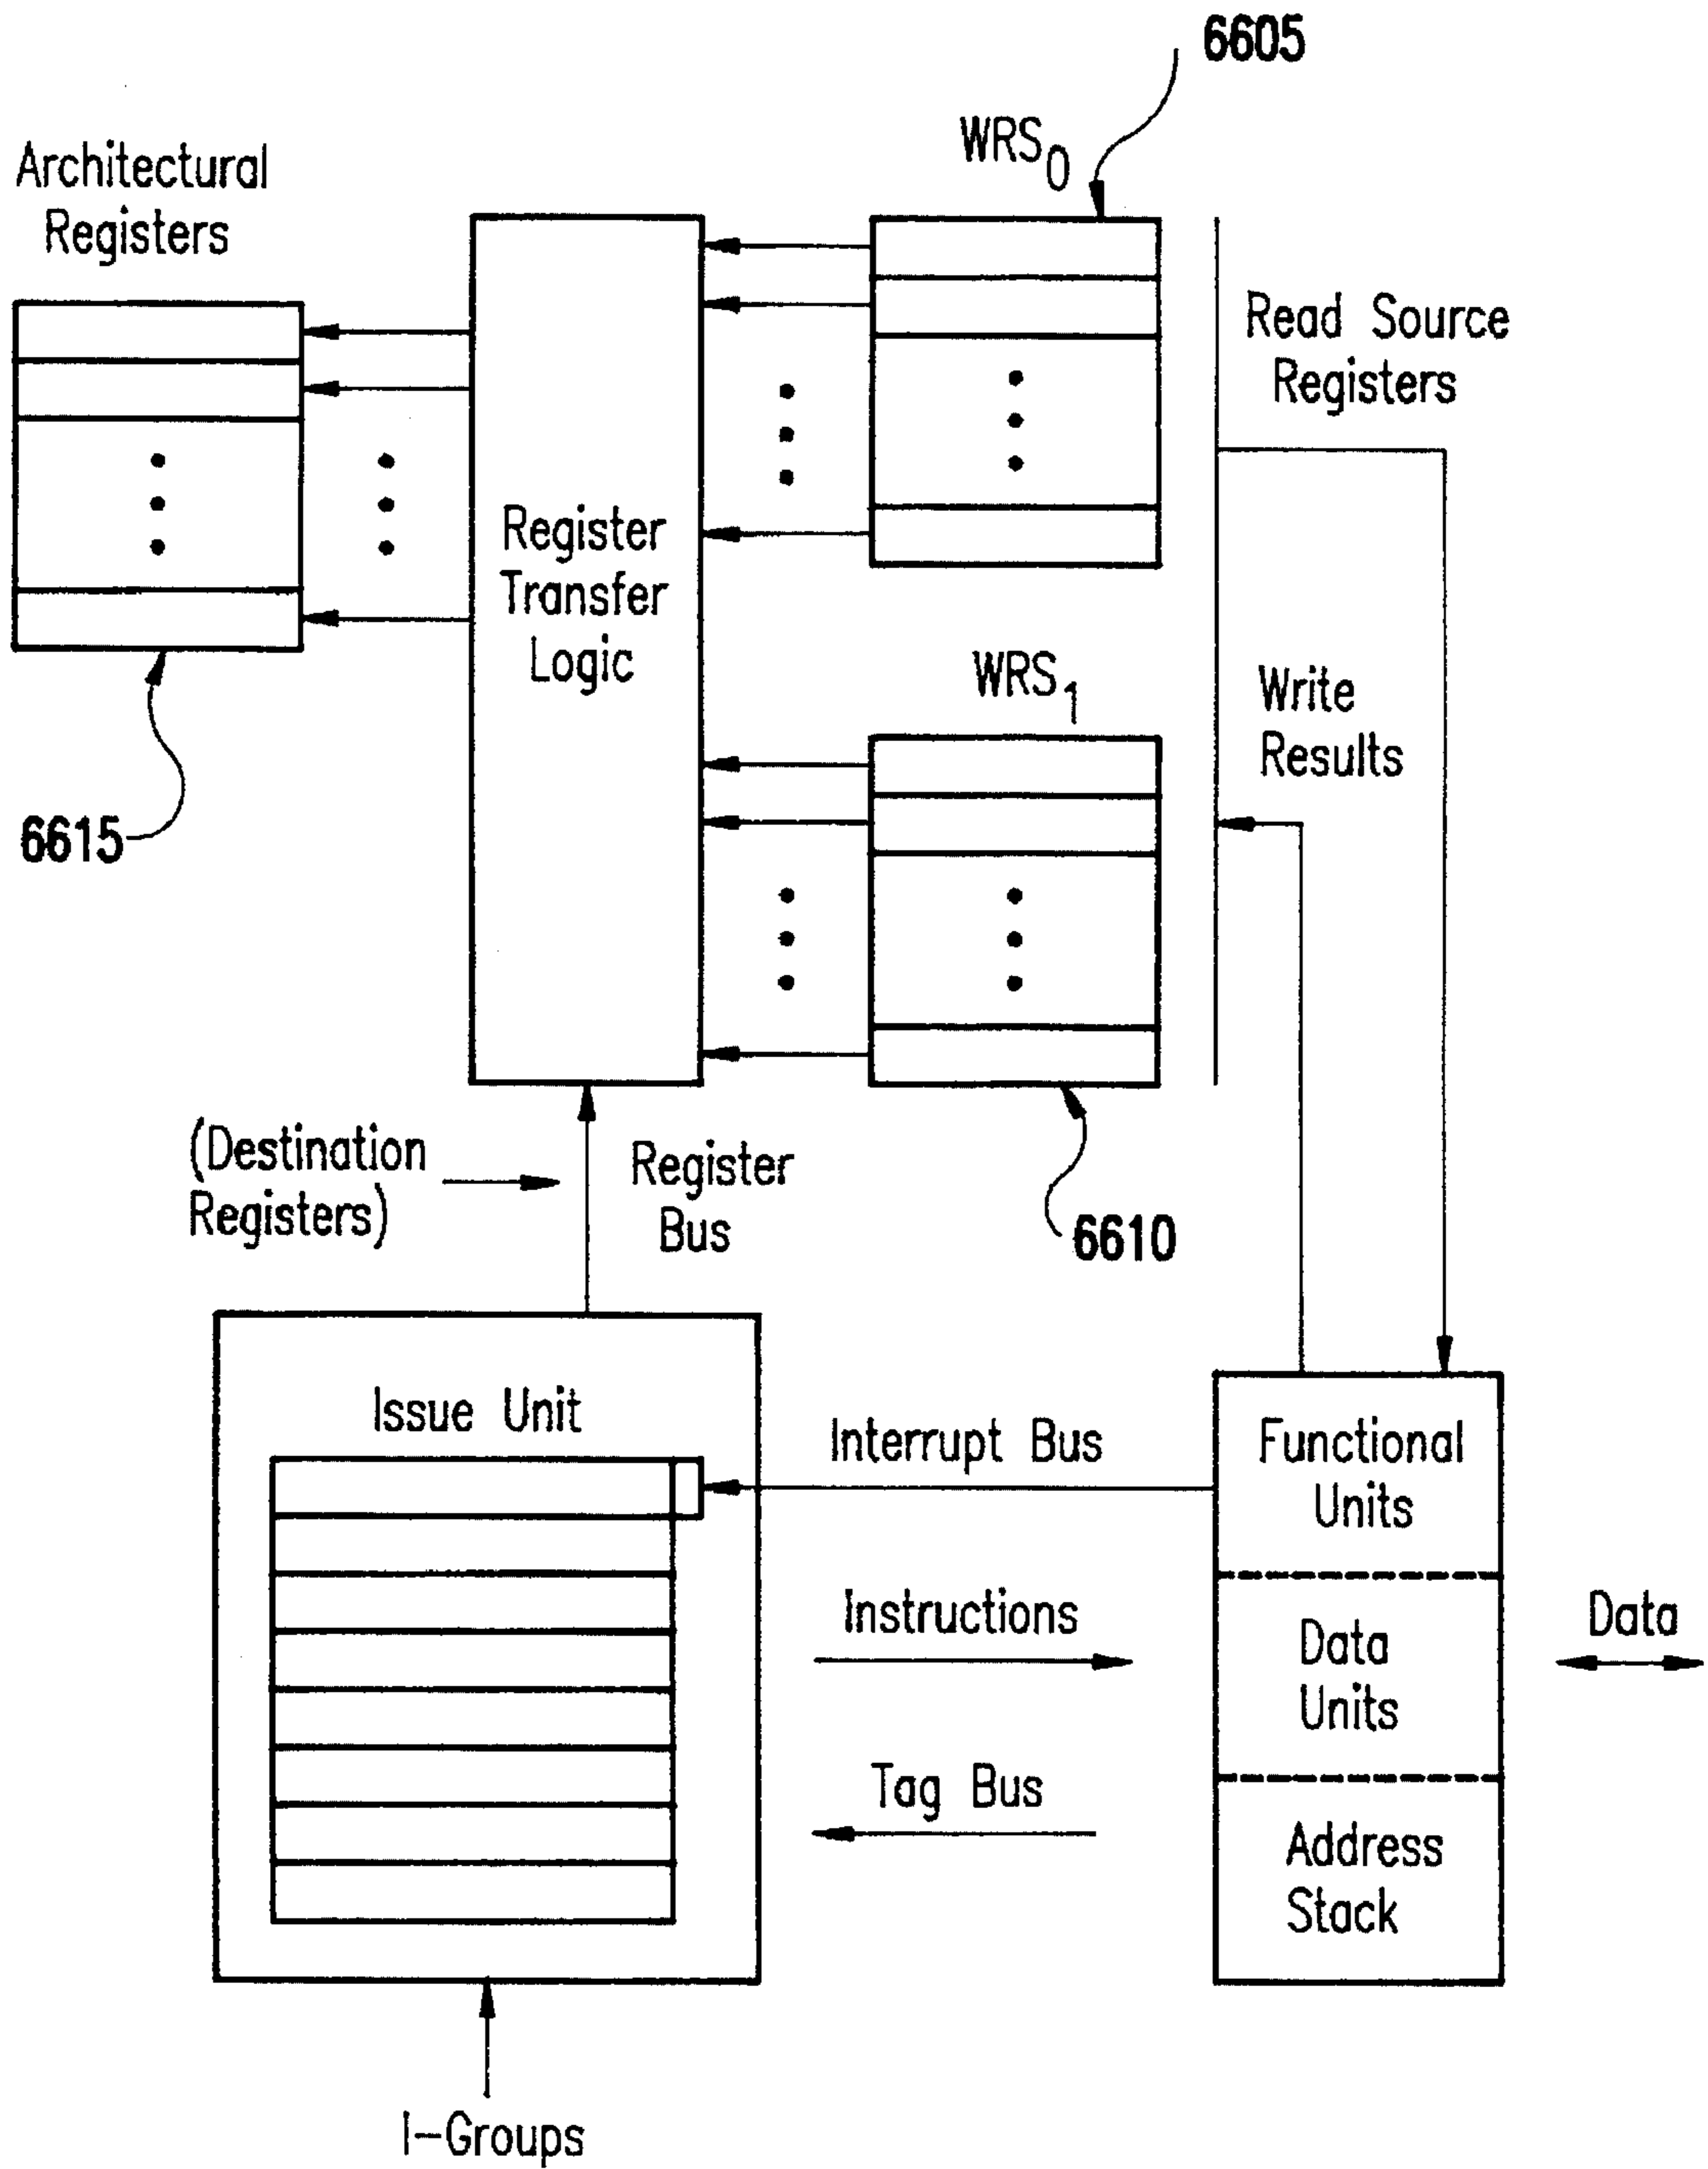 6605
WRS0
Architectural
Registers
Read Source
Registers
Register
Transfer
Logic
WRS1
Write
Results
6615
(Destination
Registers)
Register
Bus
6610
Issue Unit
Interrupt Bus
Functional
Units
Instructions
Data
Units
Data
Tag Bus
Address
Stack
I-Groups